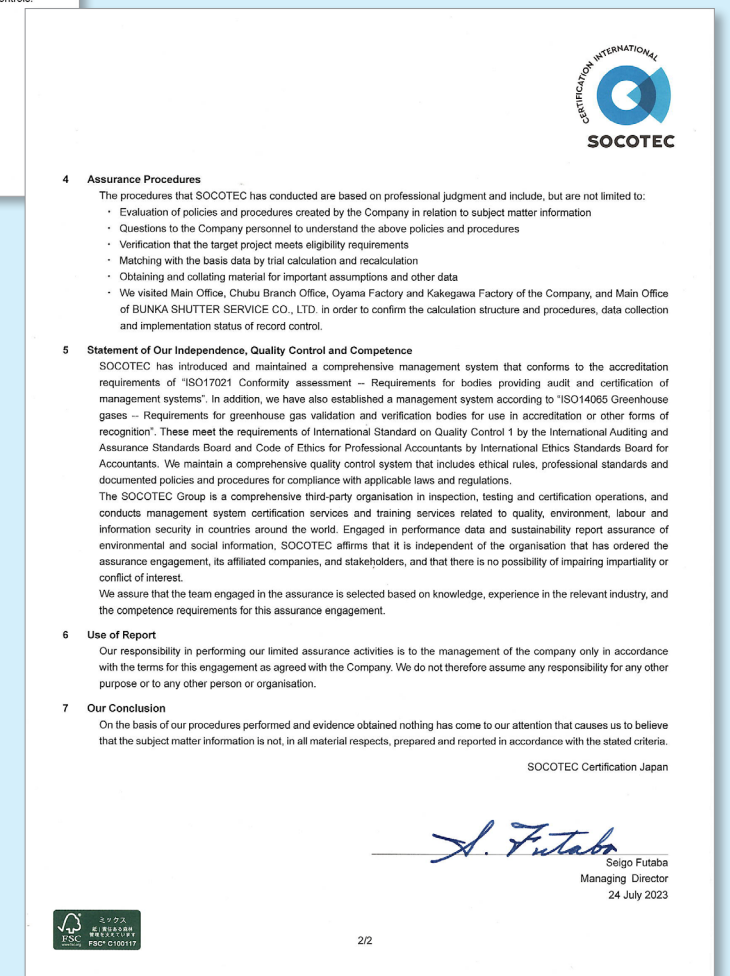 ontrols.
CERTIFICATION INTERNATIONAL
SOCOTEC
4 Assurance Procedures
The procedures that SOCOTEC has conducted are based on professional judgment and include, but are not limited to:
・ Evaluation of policies and procedures created by the Company in relation to subject matter information
・ Questions to the Company personnel to understand the above policies and procedures
・ Verification that the target project meets eligibility requirements
・ Matching with the basis data by trial calculation and recalculation
・ Obtaining and collating material for important assumptions and other data
・ We visited Main Office, Chubu Branch Office, Oyama Factory and Kakegawa Factory of the Company, and Main Office
of BUNKA SHUTTER SERVICE CO., LTD. in order to confirm the calculation structure and procedures, data collection
and implementation status of record control.
5 Statement of Our Independence, Quality Control and Competence
SOCOTEC has introduced and maintained a comprehensive management system that conforms to the accreditation
requirements of "ISO17021 Conformity assessment -- Requirements for bodies providing audit and certification of
management systems". In addition, we have also established a management system according to "ISO14065 Greenhouse
gases -- Requirements for greenhouse gas validation and verification bodies for use in accreditation or other forms of
recognition". These meet the requirements of International Standard on Quality Control 1 by the International Auditing and
Assurance Standards Board and Code of Ethics for Professional Accountants by International Ethics Standards Board for
Accountants. We maintain a comprehensive quality control system that includes ethical rules, professional standards and
documented policies and procedures for compliance with applicable laws and regulations.
The SOCOTEC Group is a comprehensive third-party organisation in inspection, testing and certification operations, and
conducts management system certification services and training services related to quality, environment, labour and
information security in countries around the world. Engaged in performance data and sustainability report assurance of
environmental and social information, SOCOTEC affirms that it is independent of the organisation that has ordered the
assurance engagement, its affiliated companies, and stakeholders, and that there is no possibility of impairing impartiality or
conflict of interest.
We assure that the team engaged in the assurance is selected based on knowledge, experience in the relevant industry, and
the competence requirements for this assurance engagement.
6 Use of Report
Our responsibility in performing our limited assurance activities is to the management of the company only in accordance
with the terms for this engagement as agreed with the Company. We do not therefore assume any responsibility for any other
purpose or to any other person or organisation.
7 Our Conclusion
On the basis of our procedures performed and evidence obtained nothing has come to our attention that causes us to believe
that the subject matter information is not, in all material respects, prepared and reported in accordance with the stated criteria.
SOCOTEC Certification Japan
S. Futaba
Seigo Futaba
Managing Director
24 July 2023
ミックス
紙｜責任ある森林
管理を支えています
FSC
www.fsc.org
FSC® C100117
2/2